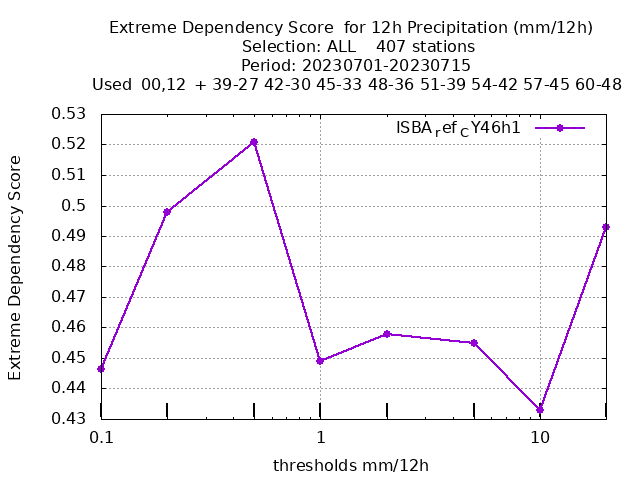 Extreme Dependency Score for 12h Precipitation (mm/12h)
Selection: ALL 407 stations
Period: 20230701-20230715
Used 00,12 + 39-27 42-30 45-33 48-36 51-39 54-42 57-45 60-48
ISBA_ref_CY46h1
Extreme Dependency Score
0.53
0.52
0.51
0.5
0.49
0.48
0.47
0.46
0.45
0.44
0.43
0.1 1 10
thresholds mm/12h